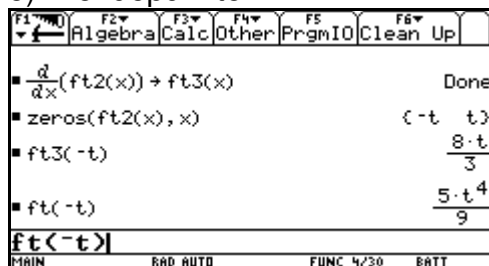 F1 F2 Algebra F3 Calc F4 Other F5 PrgmIO F6 Clean Up
d/dx(ft2(x)) → ft3(x) Done
zeros(ft2(x), x) {-t t}
ft3(-t) 8·t/3
ft(-t) 5·t⁴/9
ft(-t)
MAIN RAD AUTO FUNC 4/30 BATT